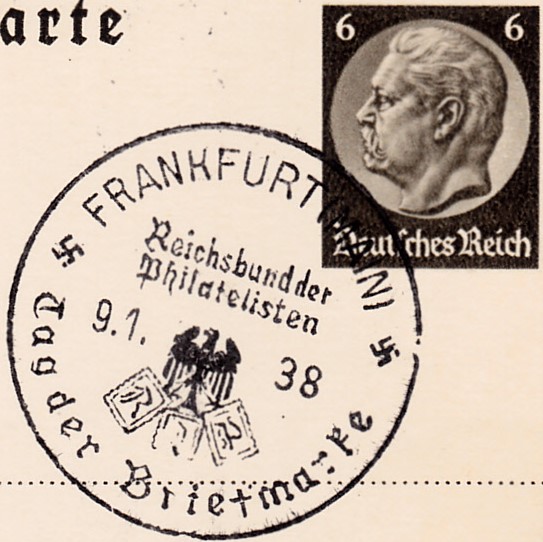 arte
6 6
Deutsches Reich
FRANKFURT (MAIN)
Reichsbund der
Philatelisten
9.1. 38
R. D. P.
Tag der Briefmarke